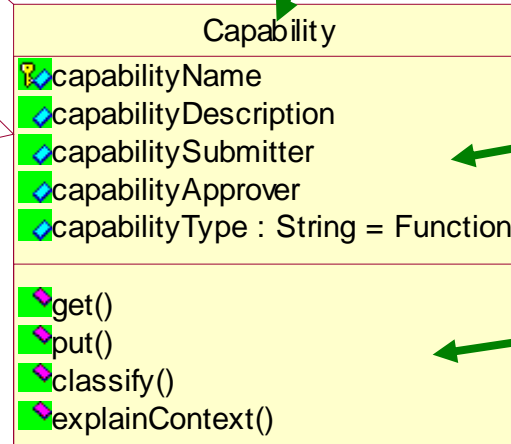 Capability
capabilityName
capabilityDescription
capabilitySubmitter
capabilityApprover
capabilityType : String = Function
get()
put()
classify()
explainContext()